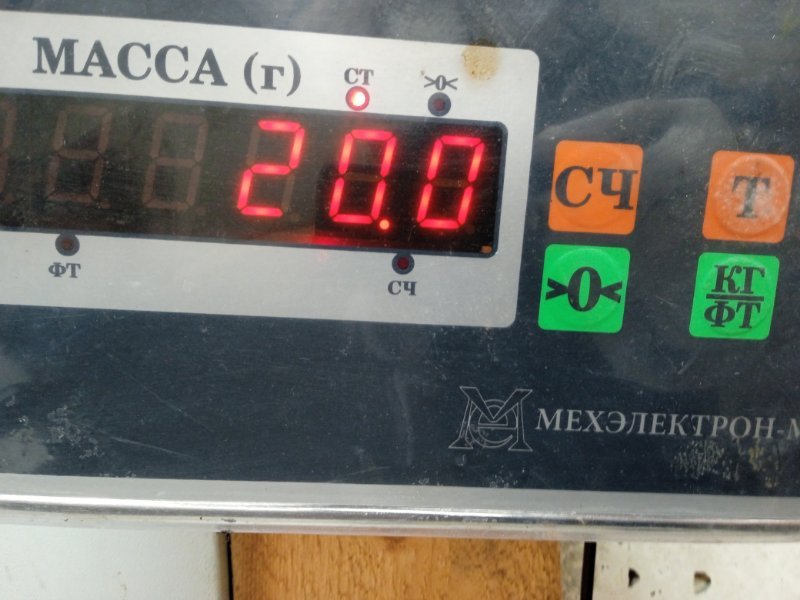 МАССА (г)
СТ
>0<
20.0
ФТ
СЧ
СЧ
Т
>0<
КГ
ФТ
МЕХЭЛЕКТРОН-М